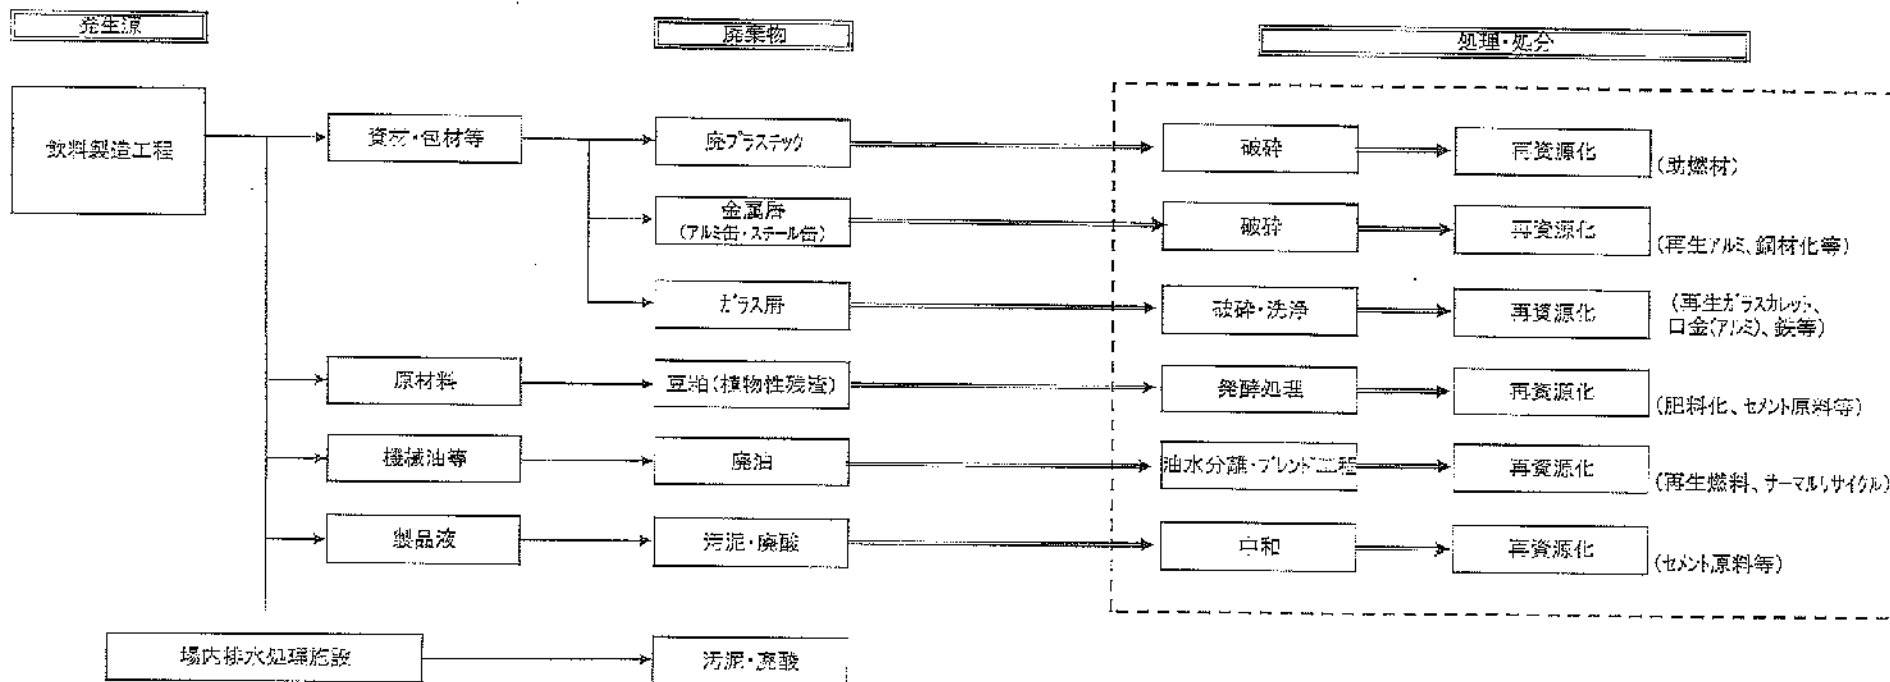 発生源
廃棄物
処理・処分
飲料製造工程
資材・包材等
廃プラスチック
破砕
再資源化
(助燃材)
金属屑
(アルミ缶・スチール缶)
破砕
再資源化
(再生アルミ、鋼材化等)
ガラス屑
破砕・洗浄
再資源化
(再生ガラスカレット、
口金(アルミ)、鉄等)
原材料
豆粕(植物性残渣)
発酵処理
再資源化
(肥料化、セメント原料等)
機械油等
廃油
油水分離・ブレンド工程
再資源化
(再生燃料、サーマルリサイクル)
製品液
汚泥・廃酸
中和
再資源化
(セメント原料等)
場内排水処理施設
汚泥・廃酸